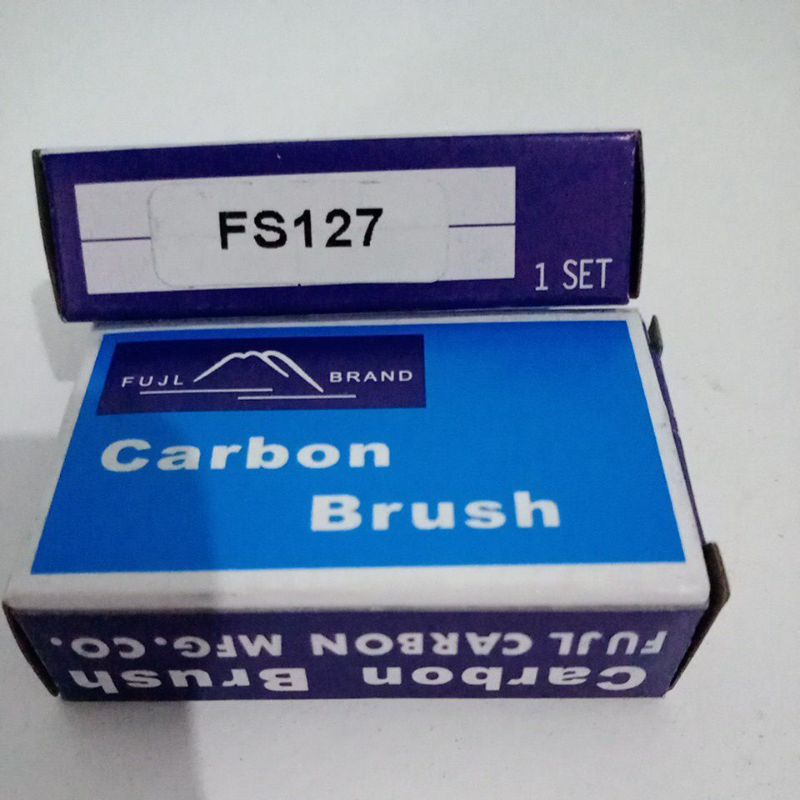 FS127
1 SET
FUJL BRAND
Carbon
Brush
Carbon Brush
FUJL CARBON MFG.CO.